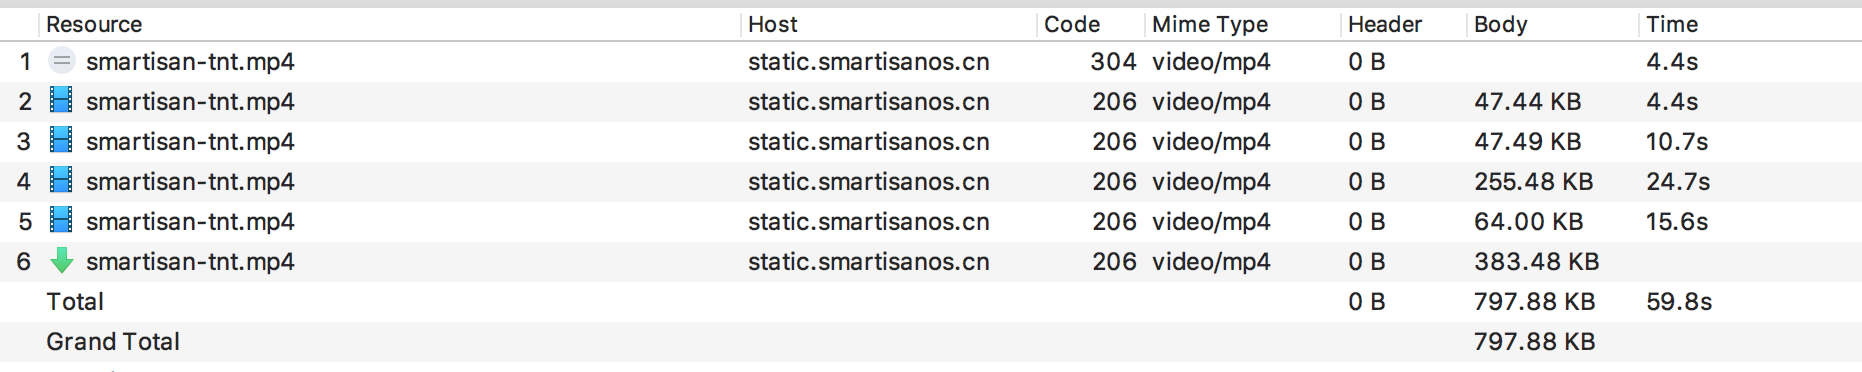 Resource Host Code Mime Type Header Body Time
1 smartisan-tnt.mp4 static.smartisanos.cn 304 video/mp4 0 B 4.4s
2 smartisan-tnt.mp4 static.smartisanos.cn 206 video/mp4 0 B 47.44 KB 4.4s
3 smartisan-tnt.mp4 static.smartisanos.cn 206 video/mp4 0 B 47.49 KB 10.7s
4 smartisan-tnt.mp4 static.smartisanos.cn 206 video/mp4 0 B 255.48 KB 24.7s
5 smartisan-tnt.mp4 static.smartisanos.cn 206 video/mp4 0 B 64.00 KB 15.6s
6 smartisan-tnt.mp4 static.smartisanos.cn 206 video/mp4 0 B 383.48 KB
Total 0 B 797.88 KB 59.8s
Grand Total 797.88 KB